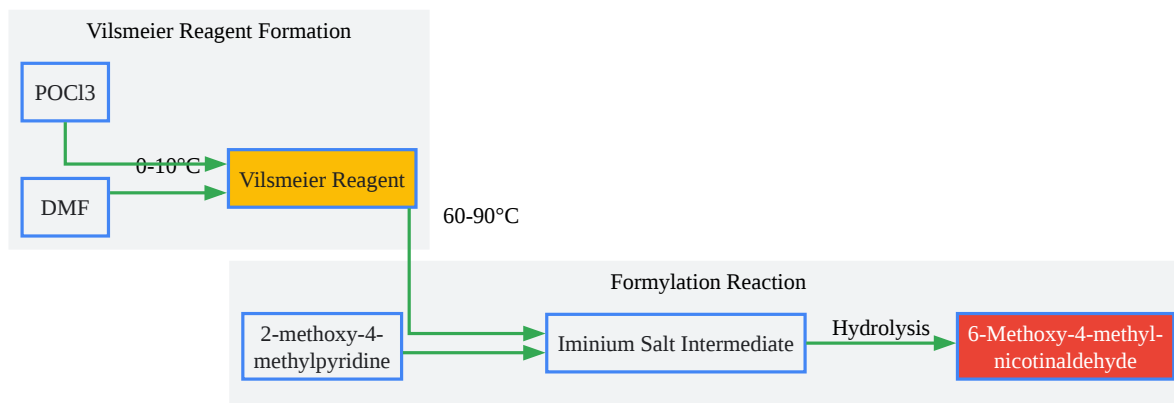 Vilsmeier Reagent Formation
POCl3
0-10°C
Vilsmeier Reagent
DMF
60-90°C
Formylation Reaction
2-methoxy-4-
methylpyridine
Iminium Salt Intermediate
Hydrolysis
6-Methoxy-4-methyl-
nicotinaldehyde